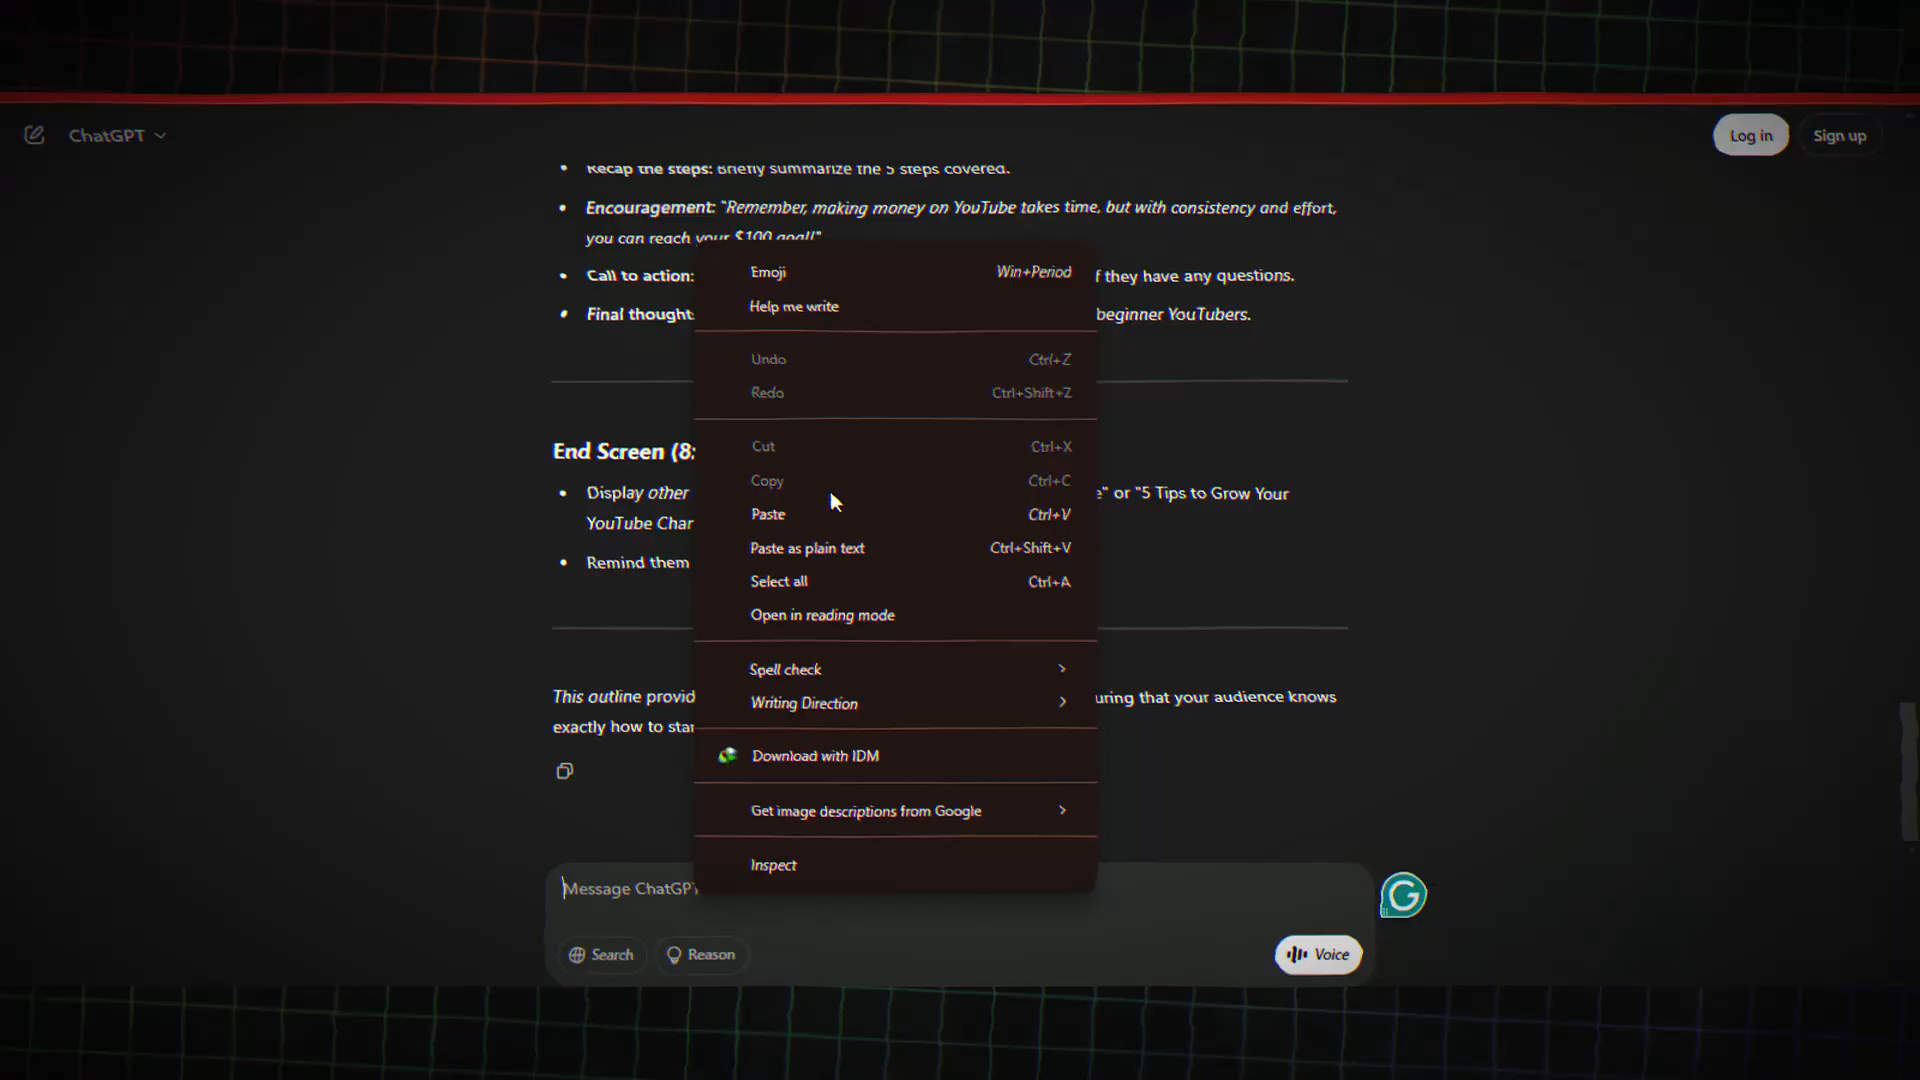 ChatGPT
Log in
Sign up
Recap the steps: Briefly summarize the 5 steps covered.
Encouragement: "Remember, making money on YouTube takes time, but with consistency and effort,
you can reach your $100 goal!"
Call to action:
f they have any questions.
Final thought
beginner YouTubers.
Emoji Win+Period
Help me write
Undo Ctrl+Z
Redo Ctrl+Shift+Z
Cut Ctrl+X
Copy Ctrl+C
Paste Ctrl+V
Paste as plain text Ctrl+Shift+V
Select all Ctrl+A
Open in reading mode
Spell check
Writing Direction
Download with IDM
Get image descriptions from Google
Inspect
End Screen (8:
Display other
e" or "5 Tips to Grow Your
YouTube Char
Remind them
This outline provid
uring that your audience knows
exactly how to star
Message ChatGPT
Search
Reason
Voice